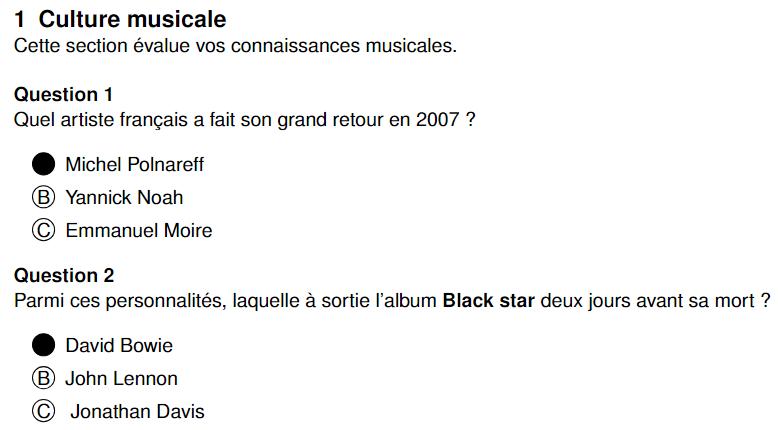 1 Culture musicale
Cette section évalue vos connaissances musicales.
Question 1
Quel artiste français a fait son grand retour en 2007 ?
Michel Polnareff
B Yannick Noah
C Emmanuel Moire
Question 2
Parmi ces personnalités, laquelle à sortie l'album Black star deux jours avant sa mort ?
David Bowie
B John Lennon
C Jonathan Davis